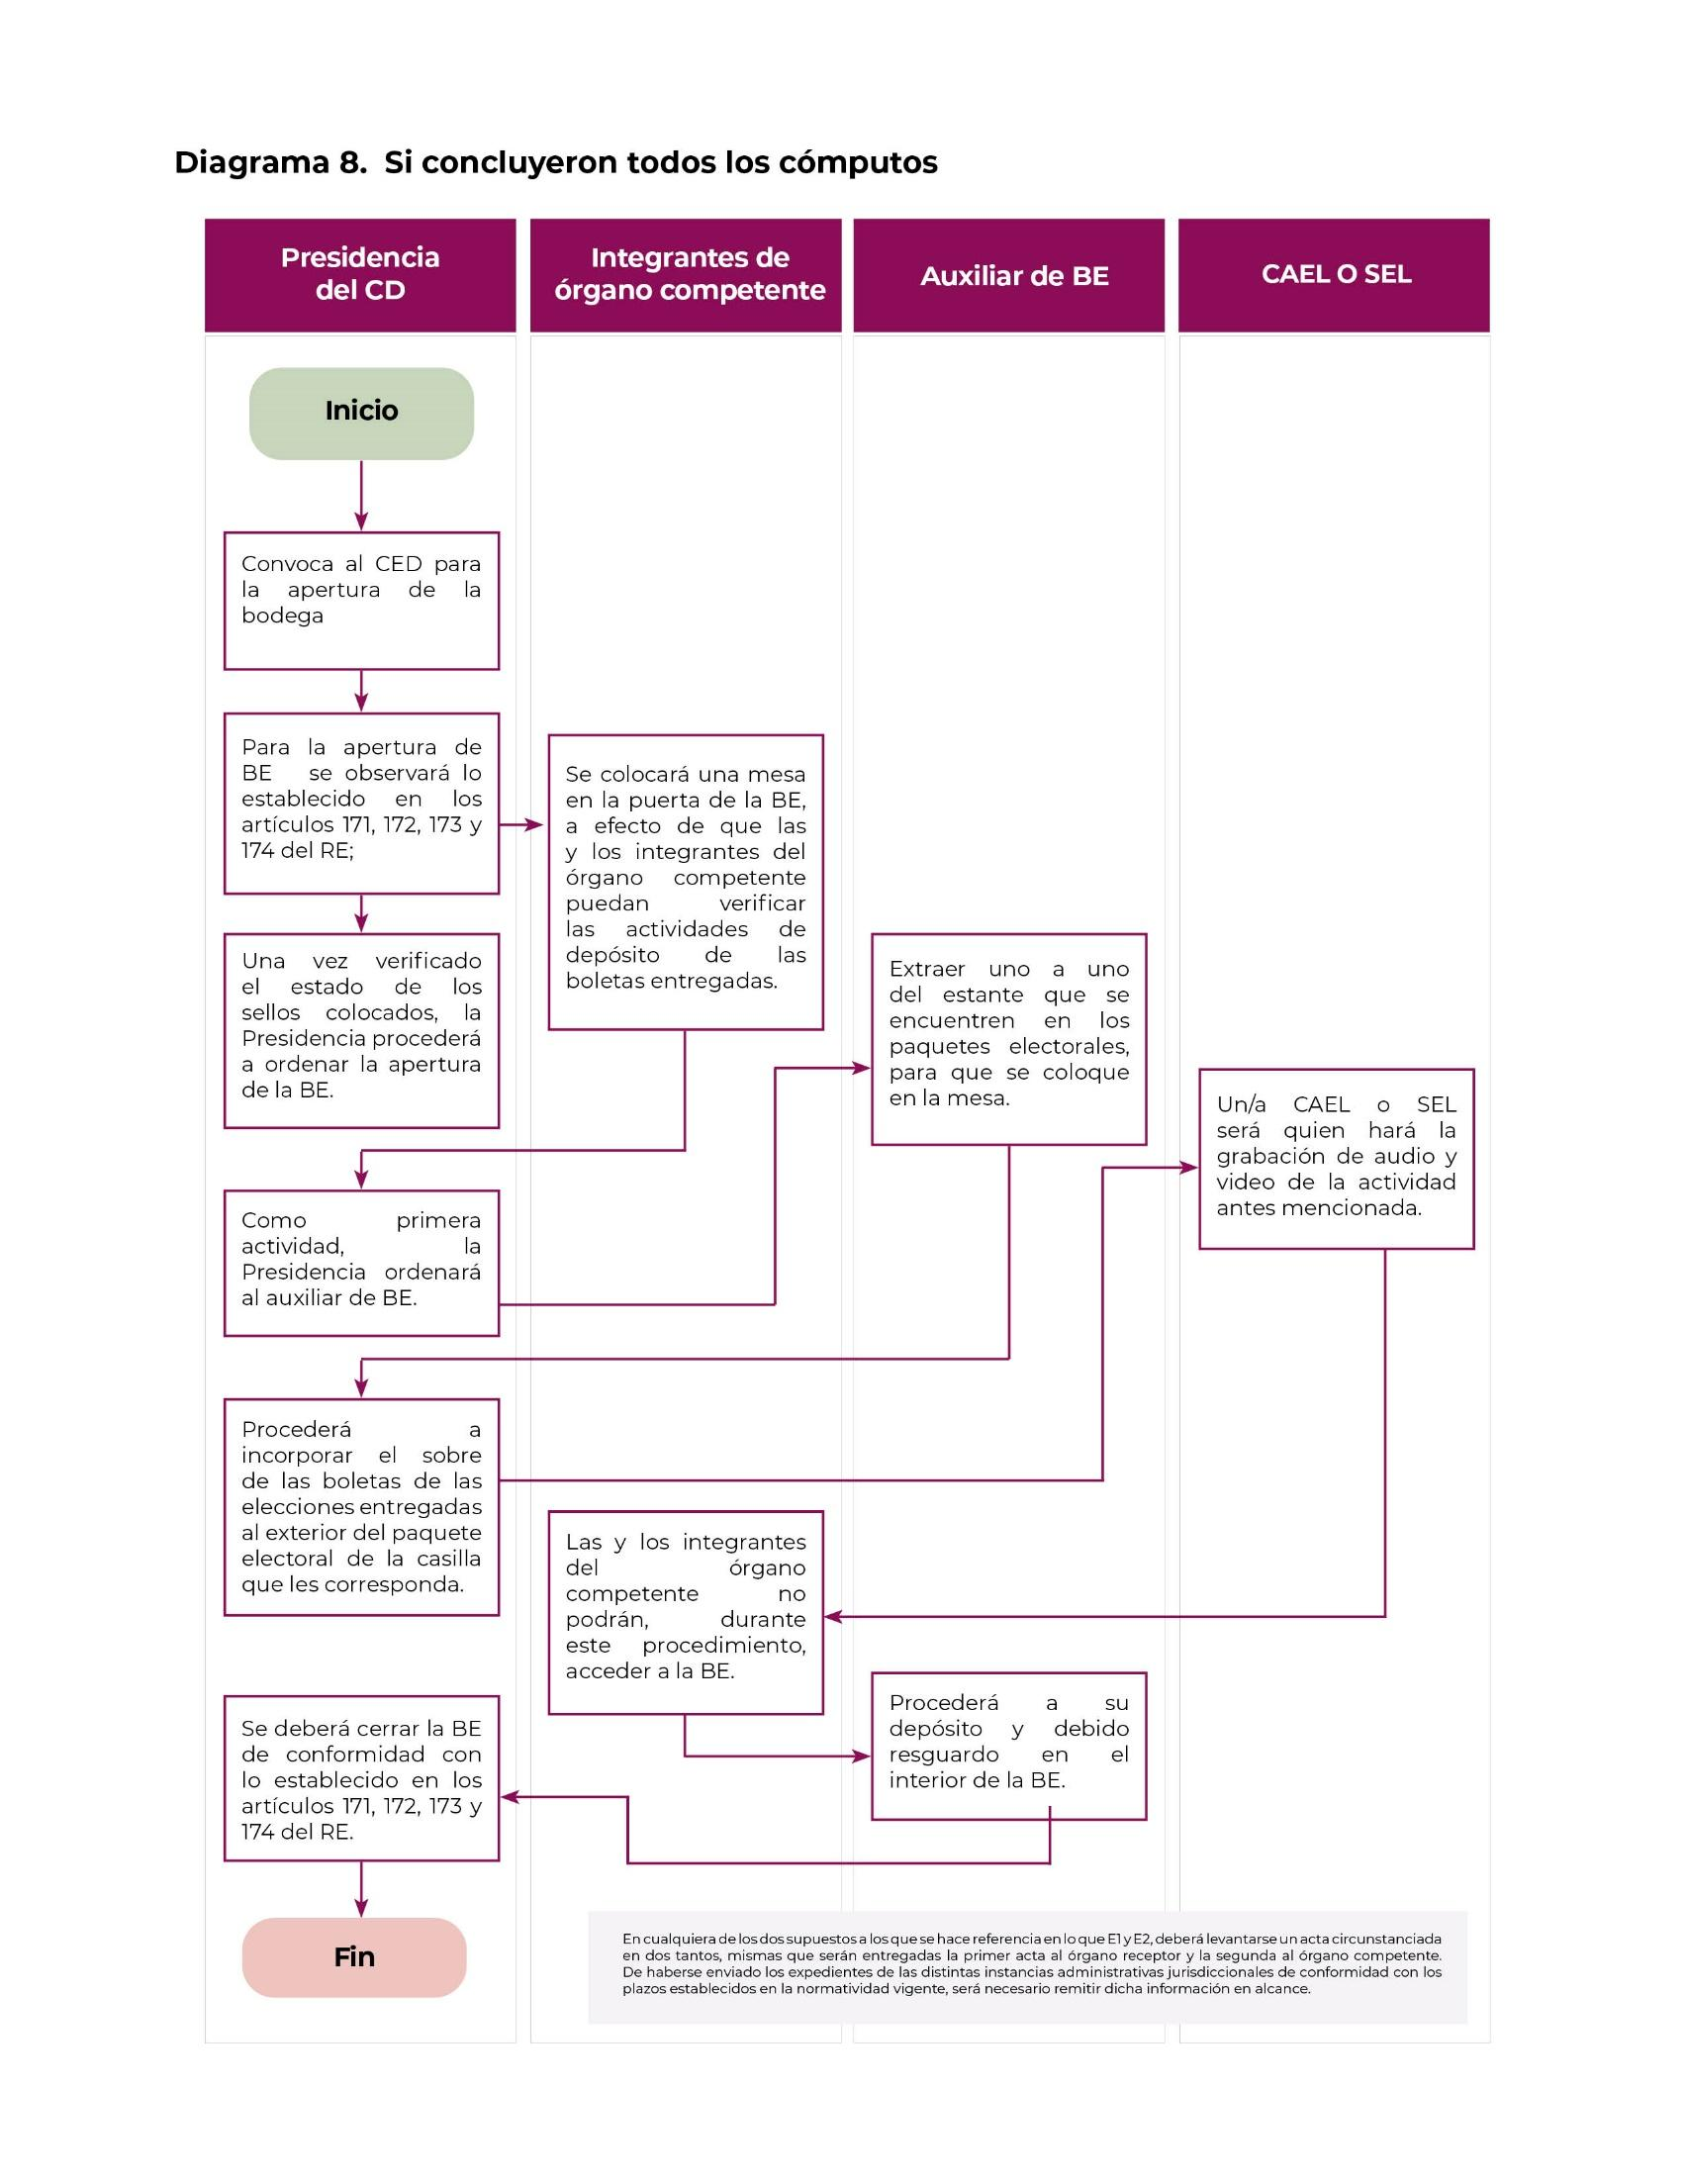 Diagrama 8. Si concluyeron todos los cómputos
Presidencia
del CD
Integrantes de
órgano competente
Auxiliar de BE
CAEL O SEL
Inicio
Convoca al CED para
la apertura de la
bodega
Para la apertura de
BE se observará lo
establecido en los
artículos 171, 172, 173 y
174 del RE;
Se colocará una mesa
en la puerta de la BE,
a efecto de que las
y los integrantes del
órgano competente
puedan verificar
las actividades de
depósito de las
boletas entregadas.
Una vez verificado
el estado de los
sellos colocados, la
Presidencia procederá
a ordenar la apertura
de la BE.
Extraer uno a uno
del estante que se
encuentren en los
paquetes electorales,
para que se coloque
en la mesa.
Un/a CAEL o SEL
será quien hará la
grabación de audio y
video de la actividad
antes mencionada.
Como primera
actividad, la
Presidencia ordenará
al auxiliar de BE.
Procederá a
incorporar el sobre
de las boletas de las
elecciones entregadas
al exterior del paquete
electoral de la casilla
que les corresponda.
Las y los integrantes
del órgano
competente no
podrán, durante
este procedimiento,
acceder a la BE.
Procederá a su
depósito y debido
resguardo en el
interior de la BE.
Se deberá cerrar la BE
de conformidad con
lo establecido en los
artículos 171, 172, 173 y
174 del RE.
Fin
En cualquiera de los dos supuestos a los que se hace referencia en lo que E1 y E2, deberá levantarse un acta circunstanciada
en dos tantos, mismas que serán entregadas la primer acta al órgano receptor y la segunda al órgano competente.
De haberse enviado los expedientes de las distintas instancias administrativas jurisdiccionales de conformidad con los
plazos establecidos en la normatividad vigente, será necesario remitir dicha información en alcance.